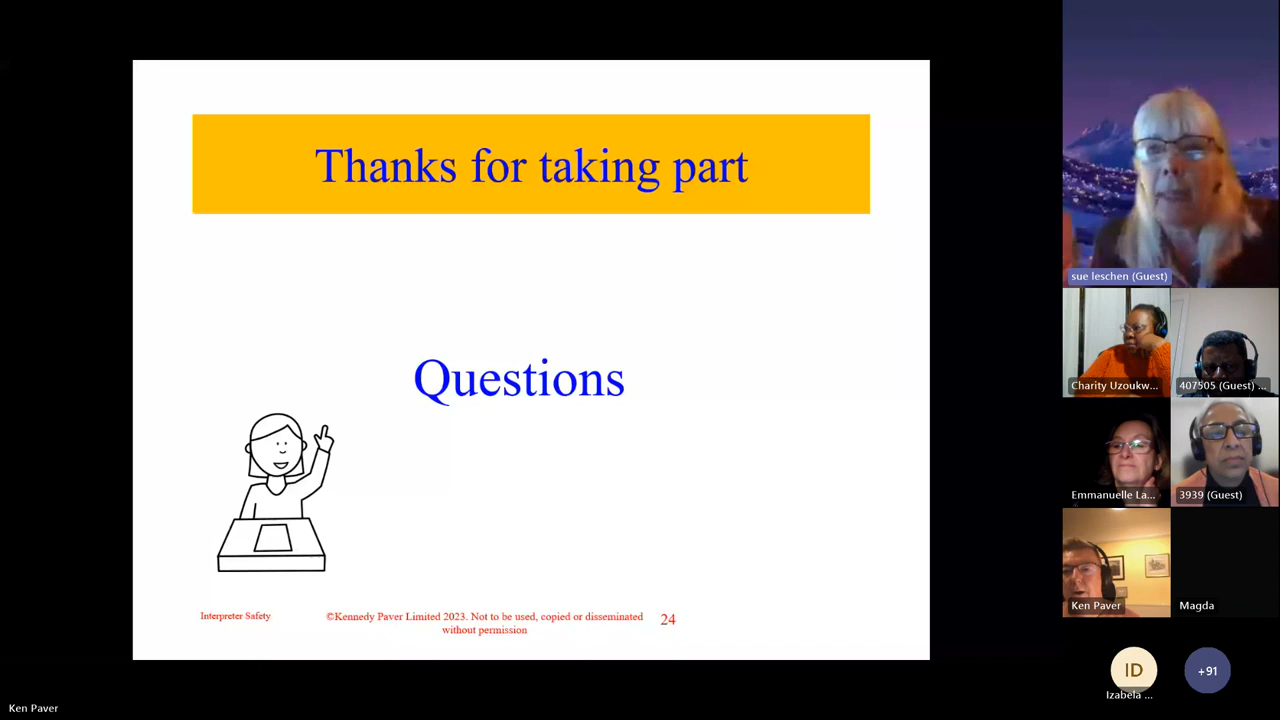 Thanks for taking part
Questions
Interpreter Safety
©Kennedy Paver Limited 2023. Not to be used, copied or disseminated
without permission
24
sue leschen (Guest)
Charity Uzoukw...
407505 (Guest) ...
Emmanuelle La...
3939 (Guest)
Ken Paver
Magda
ID
Izabela ...
+91
Ken Paver